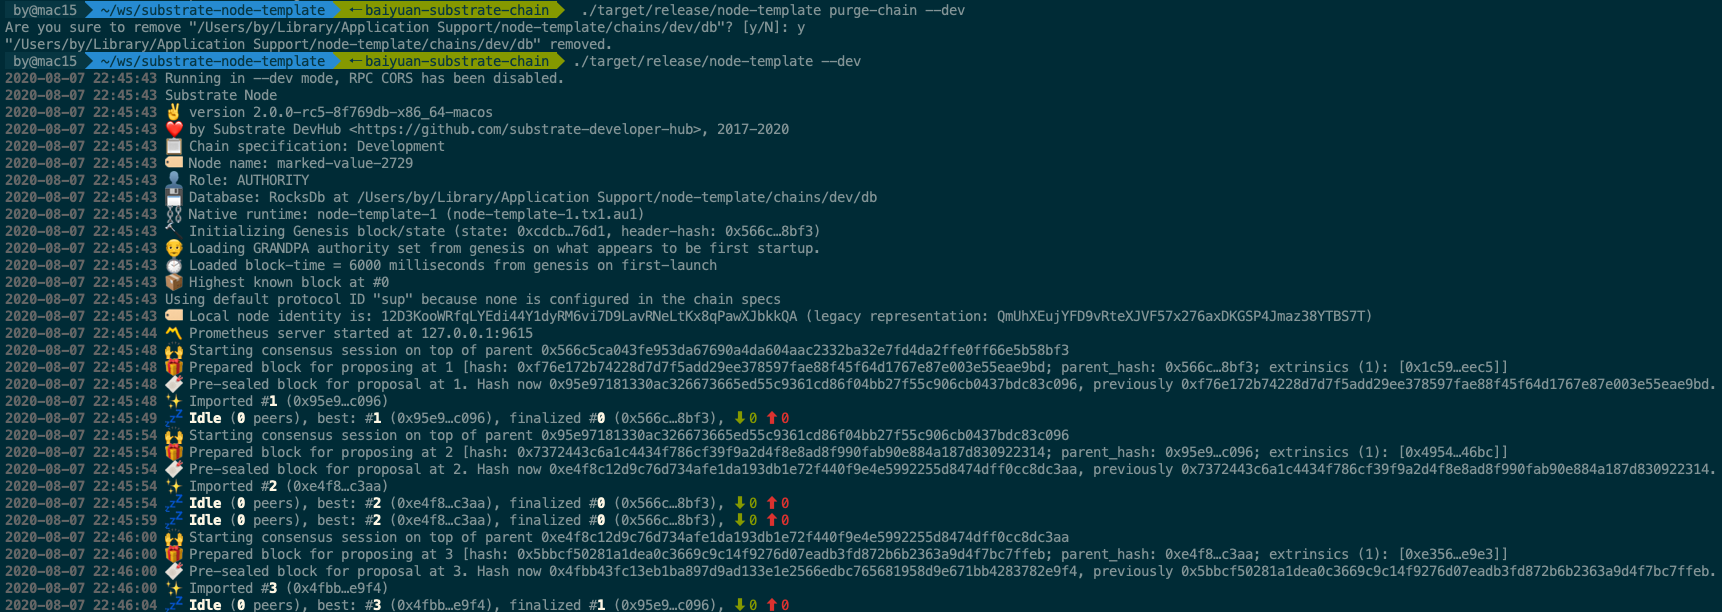 by@mac15 ~/ws/substrate-node-template ←baiyuan-substrate-chain ./target/release/node-template purge-chain --dev
Are you sure to remove "/Users/by/Library/Application Support/node-template/chains/dev/db"? [y/N]: y
"/Users/by/Library/Application Support/node-template/chains/dev/db" removed.
by@mac15 ~/ws/substrate-node-template ←baiyuan-substrate-chain ./target/release/node-template --dev
2020-08-07 22:45:43 Running in --dev mode, RPC CORS has been disabled.
2020-08-07 22:45:43 Substrate Node
2020-08-07 22:45:43 ✌️ version 2.0.0-rc5-8f769db-x86_64-macos
2020-08-07 22:45:43 ❤️ by Substrate DevHub <https://github.com/substrate-developer-hub>, 2017-2020
2020-08-07 22:45:43 📋 Chain specification: Development
2020-08-07 22:45:43 🏷 Node name: marked-value-2729
2020-08-07 22:45:43 👤 Role: AUTHORITY
2020-08-07 22:45:43 💾 Database: RocksDb at /Users/by/Library/Application Support/node-template/chains/dev/db
2020-08-07 22:45:43 ⛓ Native runtime: node-template-1 (node-template-1.tx1.au1)
2020-08-07 22:45:43 🔨 Initializing Genesis block/state (state: 0xcdcb…76d1, header-hash: 0x566c…8bf3)
2020-08-07 22:45:43 👴 Loading GRANDPA authority set from genesis on what appears to be first startup.
2020-08-07 22:45:43 ⏱ Loaded block-time = 6000 milliseconds from genesis on first-launch
2020-08-07 22:45:43 📦 Highest known block at #0
2020-08-07 22:45:43 Using default protocol ID "sup" because none is configured in the chain specs
2020-08-07 22:45:43 🏷 Local node identity is: 12D3KooWRfqLYEdi44Y1dyRM6vi7D9LavRNeLtKx8qPawXJbkkQA (legacy representation: QmUhXEujYFD9vRteXJVF57x276axDKGSP4Jmaz38YTBS7T)
2020-08-07 22:45:44 〽️ Prometheus server started at 127.0.0.1:9615
2020-08-07 22:45:48 🙌 Starting consensus session on top of parent 0x566c5ca043fe953da67690a4da604aac2332ba32e7fd4da2ffe0ff66e5b58bf3
2020-08-07 22:45:48 🎁 Prepared block for proposing at 1 [hash: 0xf76e172b74228d7d7f5add29ee378597fae88f45f64d1767e87e003e55eae9bd; parent_hash: 0x566c…8bf3; extrinsics (1): [0x1c59…eec5]]
2020-08-07 22:45:48 🔖 Pre-sealed block for proposal at 1. Hash now 0x95e97181330ac326673665ed55c9361cd86f04bb27f55c906cb0437bdc83c096, previously 0xf76e172b74228d7d7f5add29ee378597fae88f45f64d1767e87e003e55eae9bd.
2020-08-07 22:45:48 ✨ Imported #1 (0x95e9…c096)
2020-08-07 22:45:49 💤 Idle (0 peers), best: #1 (0x95e9…c096), finalized #0 (0x566c…8bf3), ⬇ 0 ⬆ 0
2020-08-07 22:45:54 🙌 Starting consensus session on top of parent 0x95e97181330ac326673665ed55c9361cd86f04bb27f55c906cb0437bdc83c096
2020-08-07 22:45:54 🎁 Prepared block for proposing at 2 [hash: 0x7372443c6a1c4434f786cf39f9a2d4f8e8ad8f990fab90e884a187d830922314; parent_hash: 0x95e9…c096; extrinsics (1): [0x4954…46bc]]
2020-08-07 22:45:54 🔖 Pre-sealed block for proposal at 2. Hash now 0xe4f8c12d9c76d734afe1da193db1e72f440f9e4e5992255d8474dff0cc8dc3aa, previously 0x7372443c6a1c4434f786cf39f9a2d4f8e8ad8f990fab90e884a187d830922314.
2020-08-07 22:45:54 ✨ Imported #2 (0xe4f8…c3aa)
2020-08-07 22:45:54 💤 Idle (0 peers), best: #2 (0xe4f8…c3aa), finalized #0 (0x566c…8bf3), ⬇ 0 ⬆ 0
2020-08-07 22:45:59 💤 Idle (0 peers), best: #2 (0xe4f8…c3aa), finalized #0 (0x566c…8bf3), ⬇ 0 ⬆ 0
2020-08-07 22:46:00 🙌 Starting consensus session on top of parent 0xe4f8c12d9c76d734afe1da193db1e72f440f9e4e5992255d8474dff0cc8dc3aa
2020-08-07 22:46:00 🎁 Prepared block for proposing at 3 [hash: 0x5bbcf50281a1dea0c3669c9c14f9276d07eadb3fd872b6b2363a9d4f7bc7ffeb; parent_hash: 0xe4f8…c3aa; extrinsics (1): [0xe356…e9e3]]
2020-08-07 22:46:00 🔖 Pre-sealed block for proposal at 3. Hash now 0x4fbb43fc13eb1ba897d9ad133e1e2566edbc765681958d9e671bb4283782e9f4, previously 0x5bbcf50281a1dea0c3669c9c14f9276d07eadb3fd872b6b2363a9d4f7bc7ffeb.
2020-08-07 22:46:00 ✨ Imported #3 (0x4fbb…e9f4)
2020-08-07 22:46:04 💤 Idle (0 peers), best: #3 (0x4fbb…e9f4), finalized #1 (0x95e9…c096), ⬇ 0 ⬆ 0